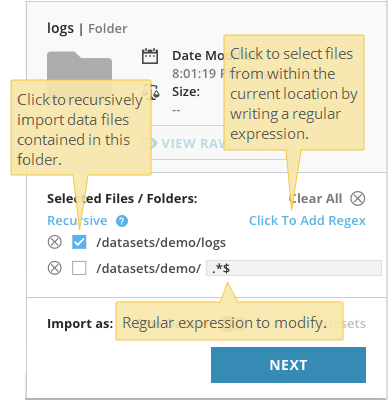 logs | Folder
Date Mo
8:01:19 P
Size:
--
Click to select files
from within the
current location by
writing a regular
expression.
Click to recursively
import data files
contained in this
folder.
VIEW RA
Selected Files / Folders:
Clear All
Recursive ?
Click To Add Regex
/datasets/demo/logs
/datasets/demo/ .*$
Import as:
Regular expression to modify.
NEXT